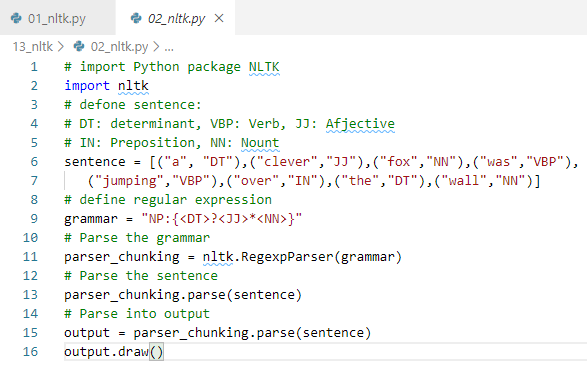 01_nltk.py 02_nltk.py ×
13_nltk > 02_nltk.py > ...
1 # import Python package NLTK
2 import nltk
3 # defone sentence:
4 # DT: determinant, VBP: Verb, JJ: Afjective
5 # IN: Preposition, NN: Nount
6 sentence = [("a", "DT"),("clever","JJ"),("fox","NN"),("was","VBP"),
7 ("jumping","VBP"),("over","IN"),("the","DT"),("wall","NN")]
8 # define regular expression
9 grammar = "NP:{<DT>?<JJ>*<NN>}"
10 # Parse the grammar
11 parser_chunking = nltk.RegexpParser(grammar)
12 # Parse the sentence
13 parser_chunking.parse(sentence)
14 # Parse into output
15 output = parser_chunking.parse(sentence)
16 output.draw()